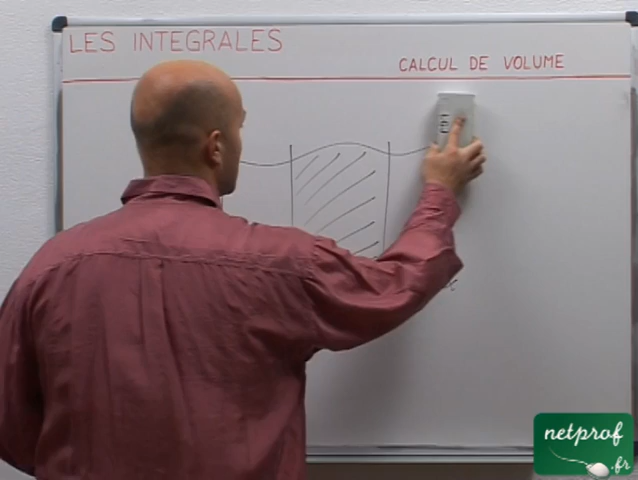 LES INTEGRALES
CALCUL DE VOLUME
x
netprof
.fr